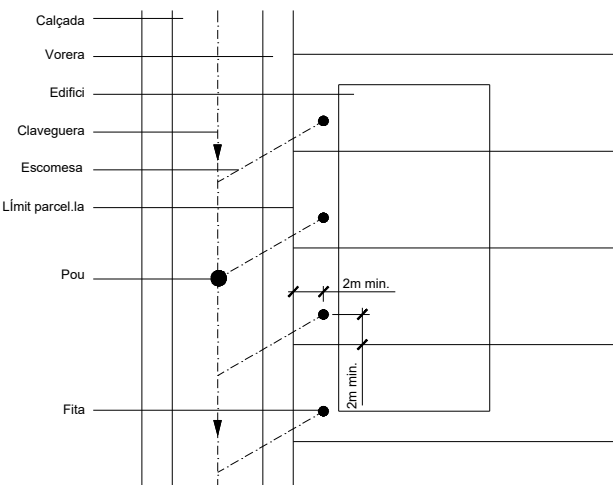 Calçada
Vorera
Edifici
Claveguera
Escomesa
LÍmit parcel.la
Pou
2m min.
2m min.
Fita